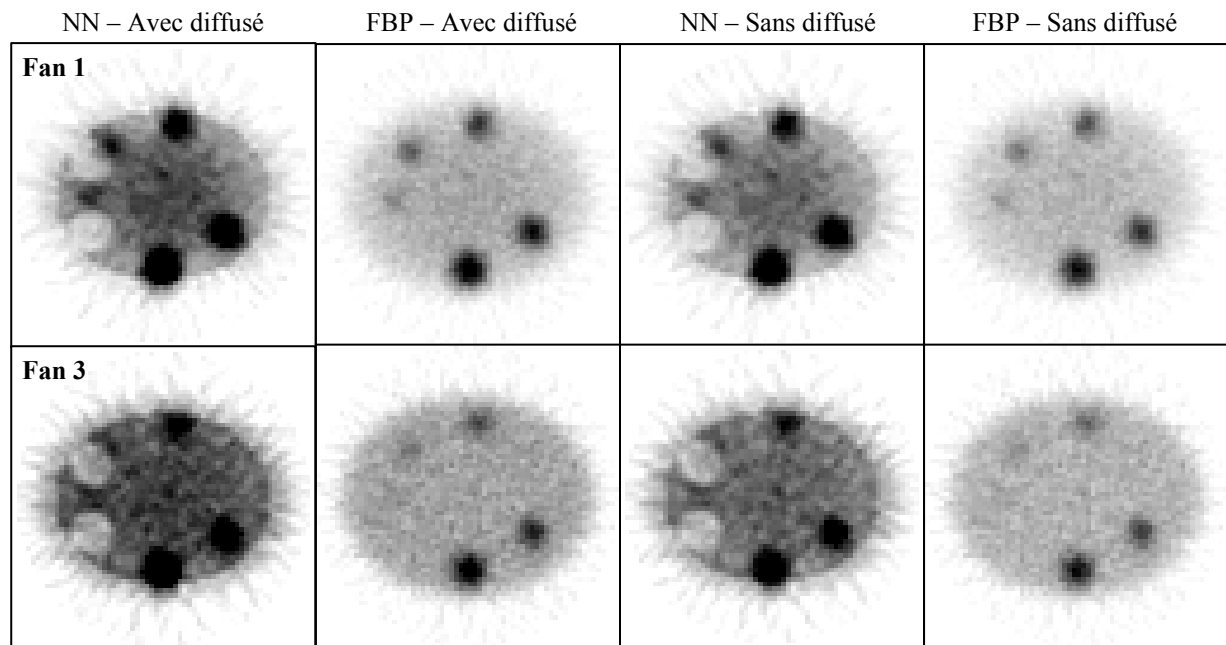 NN – Avec diffusé
FBP – Avec diffusé
NN – Sans diffusé
FBP – Sans diffusé
Fan 1
Fan 3